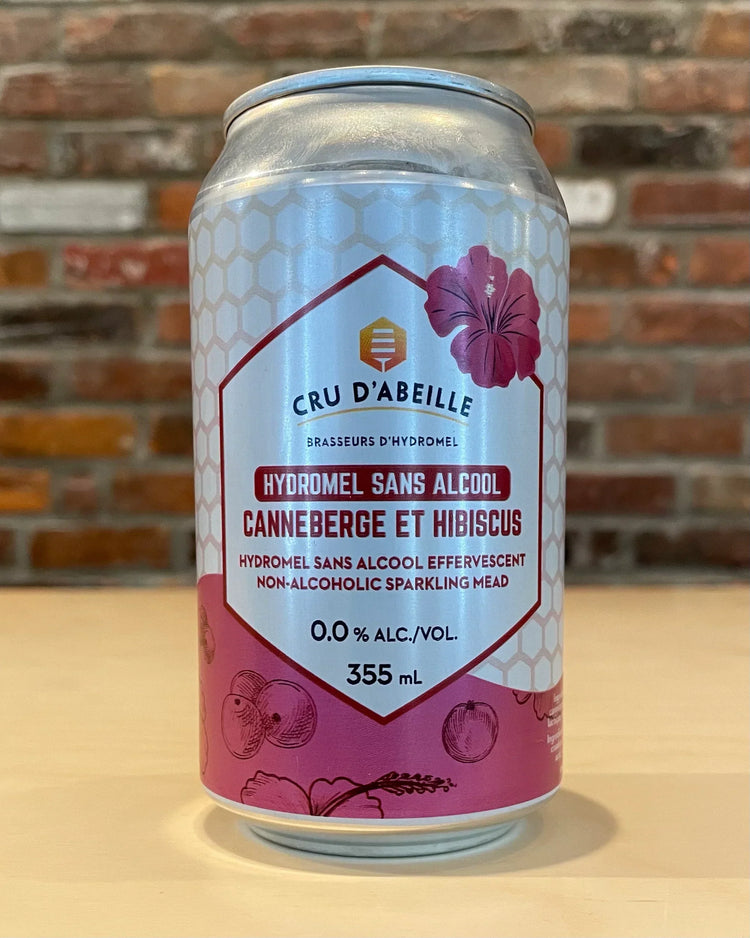 CRU D'ABEILLE
BRASSEURS D'HYDROMEL
HYDROMEL SANS ALCOOL
CANNEBERGE ET HIBISCUS
HYDROMEL SANS ALCOOL EFFERVESCENT
NON-ALCOHOLIC SPARKLING MEAD
0.0 % ALC./VOL.
355 mL